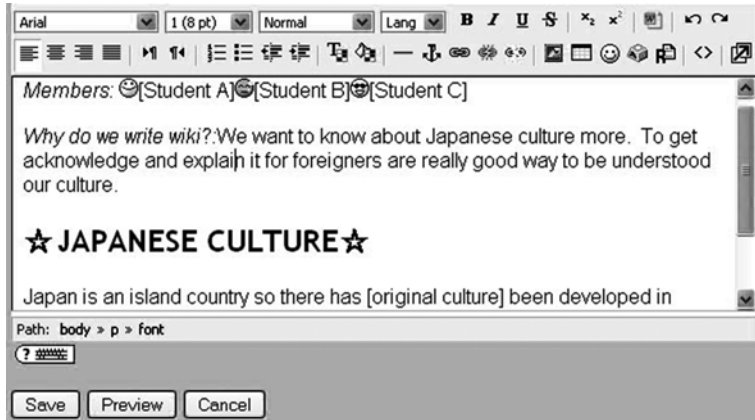 Arial 1 (8 pt) Normal Lang B I U S x₂ x²
Members: [Student A] [Student B] [Student C]
Why do we write wiki?:We want to know about Japanese culture more. To get
acknowledge and explain it for foreigners are really good way to be understood
our culture.
☆JAPANESE CULTURE☆
Japan is an island country so there has [original culture] been developed in
Path: body » p » font
?
Save Preview Cancel